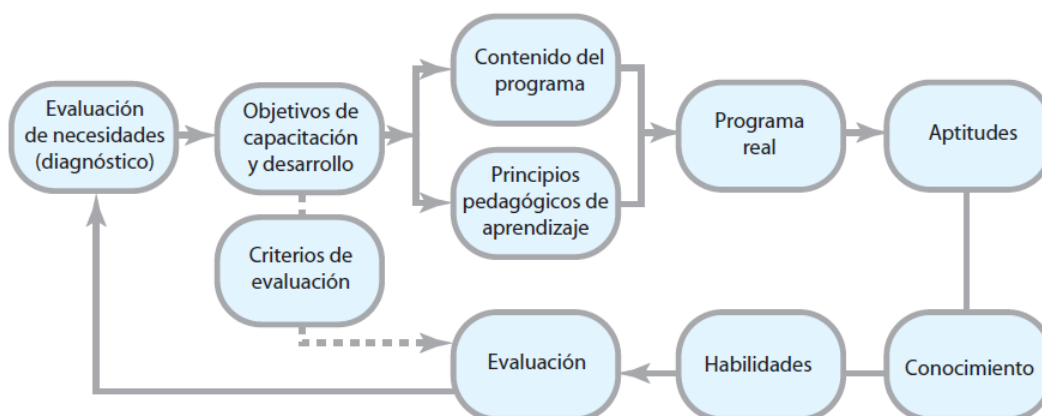 Evaluación
de necesidades
(diagnóstico)
Objetivos de
capacitación
y desarrollo
Contenido del
programa
Principios
pedagógicos de
aprendizaje
Programa
real
Aptitudes
Criterios de
evaluación
Evaluación
Habilidades
Conocimiento